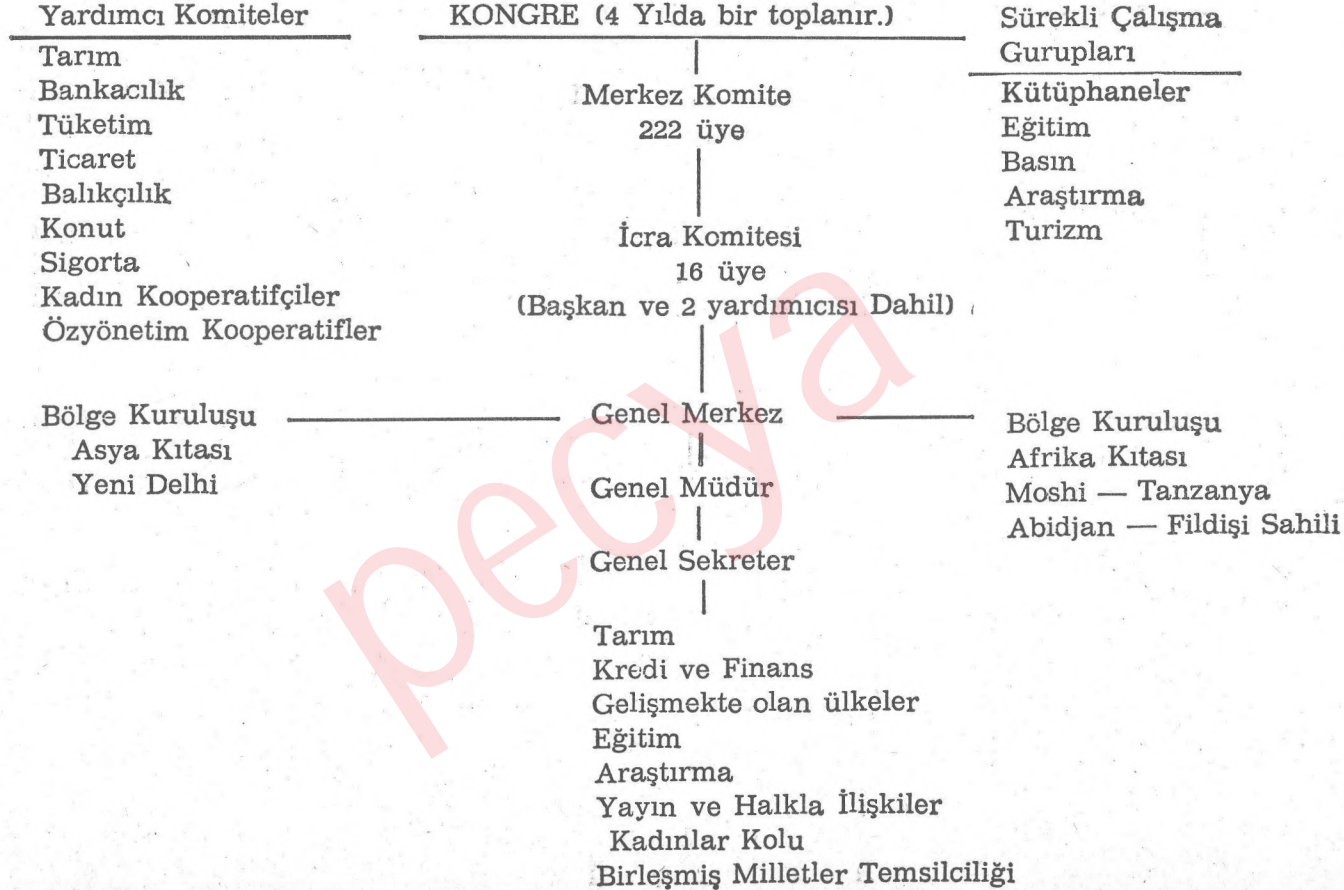 Yardımcı Komiteler
Tarım
Bankacılık
Tüketim
Ticaret
Balıkçılık
Konut
Sigorta
Kadın Kooperatifçiler
Özyönetim Kooperatifler
KONGRE (4 Yılda bir toplanır.)
Merkez Komite
222 üye
İcra Komitesi
16 üye
(Başkan ve 2 yardımıcısı Dahil)
Sürekli Çalışma
Gurupları
Kütüphaneler
Eğitim
Basın
Araştırma
Turizm
Bölge Kuruluşu
Asya Kıtası
Yeni Delhi
Genel Merkez
Genel Müdür
Genel Sekreter
Tarım
Kredi ve Finans
Gelişmekte olan ülkeler
Eğitim
Araştırma
Yayın ve Halkla İlişkiler
Kadınlar Kolu
Birleşmiş Milletler Temsilciliği
Bölge Kuruluşu
Afrika Kıtası
Moshi — Tanzanya
Abidjan — Fildişi Sahili
pecya